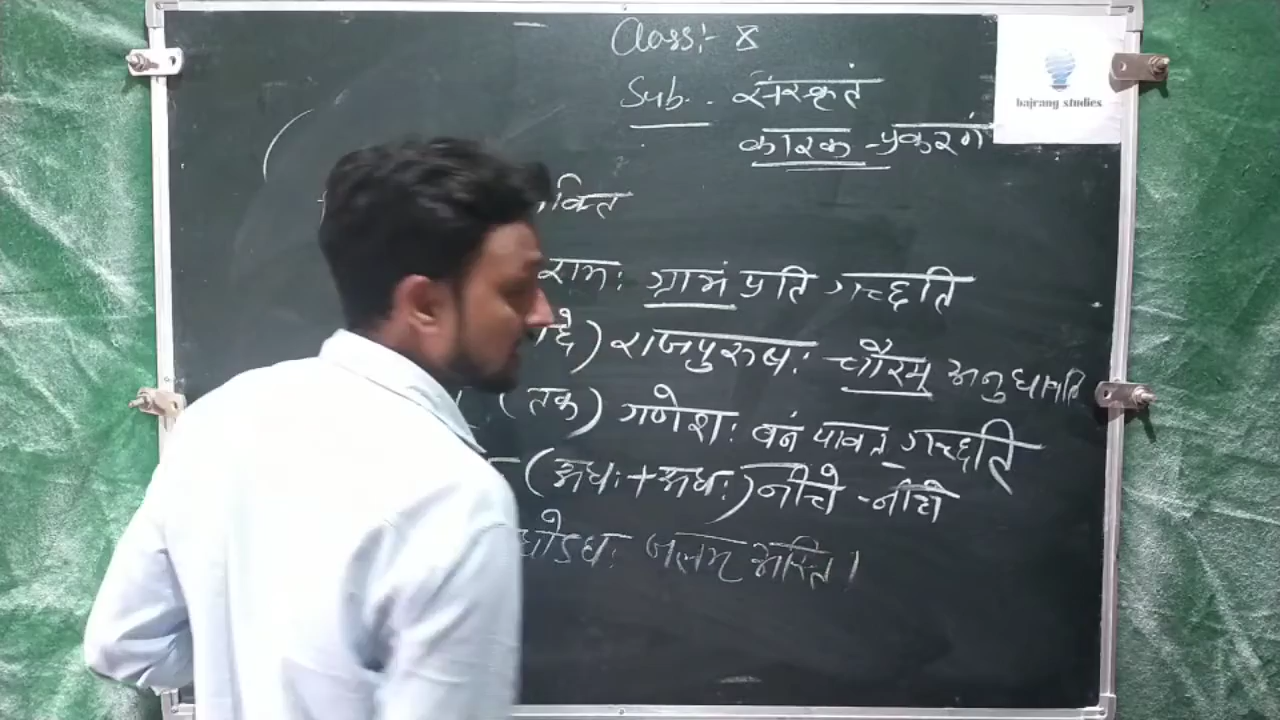 Class:- 8
Sub. संस्कृतं
कारक-प्रकरणं
bajrang studies
रामः ग्रामं प्रति गच्छति
राजपुरुषः चौरम् अनुधावति
(तक) गणेशः वनं यावत् गच्छति
(अधः+अधः) नीचे-नीचे
जलम् अस्ति।